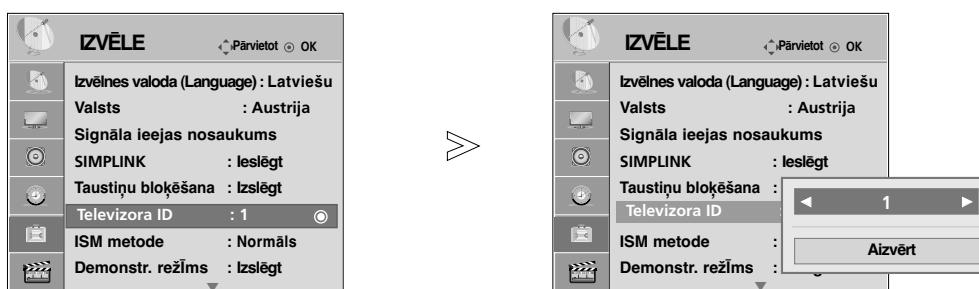 IZVĒLE
Pārvietot OK
Izvēlnes valoda (Language) : Latviešu
Valsts : Austrija
Signāla ieejas nosaukums
SIMPLINK : Ieslēgt
Taustiņu bloķēšana : Izslēgt
Televizora ID : 1
ISM metode : Normāls
Demonstr. režĪms : Izslēgt
IZVĒLE
Pārvietot OK
Izvēlnes valoda (Language) : Latviešu
Valsts : Austrija
Signāla ieejas nosaukums
SIMPLINK : Ieslēgt
Taustiņu bloķēšana :
Televizora ID
1
ISM metode :
Aizvērt
Demonstr. režĪms :